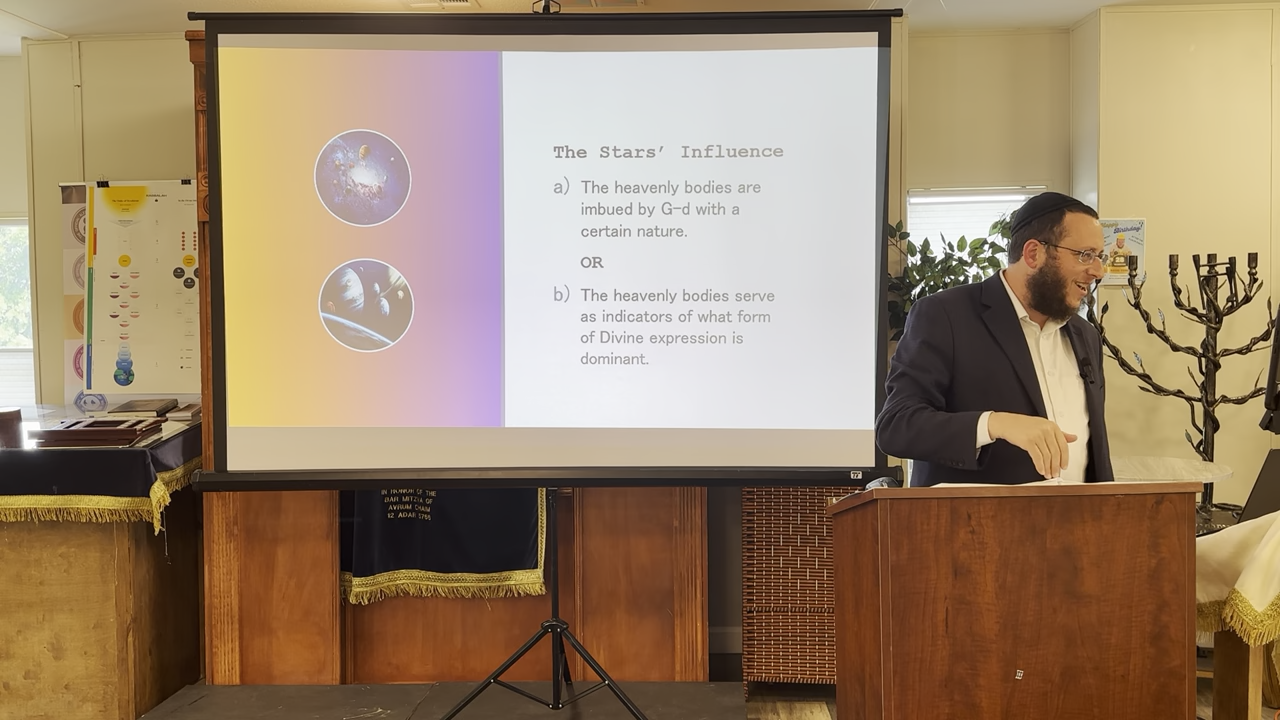 The Stars’ Influence
a) The heavenly bodies are
imbued by G-d with a
certain nature.
OR
b) The heavenly bodies serve
as indicators of what form
of Divine expression is
dominant.
IN HONOR OF THE
BAR MITZVA OF
AVRUM CHAIM
12 ADAR 5766
Birthday!